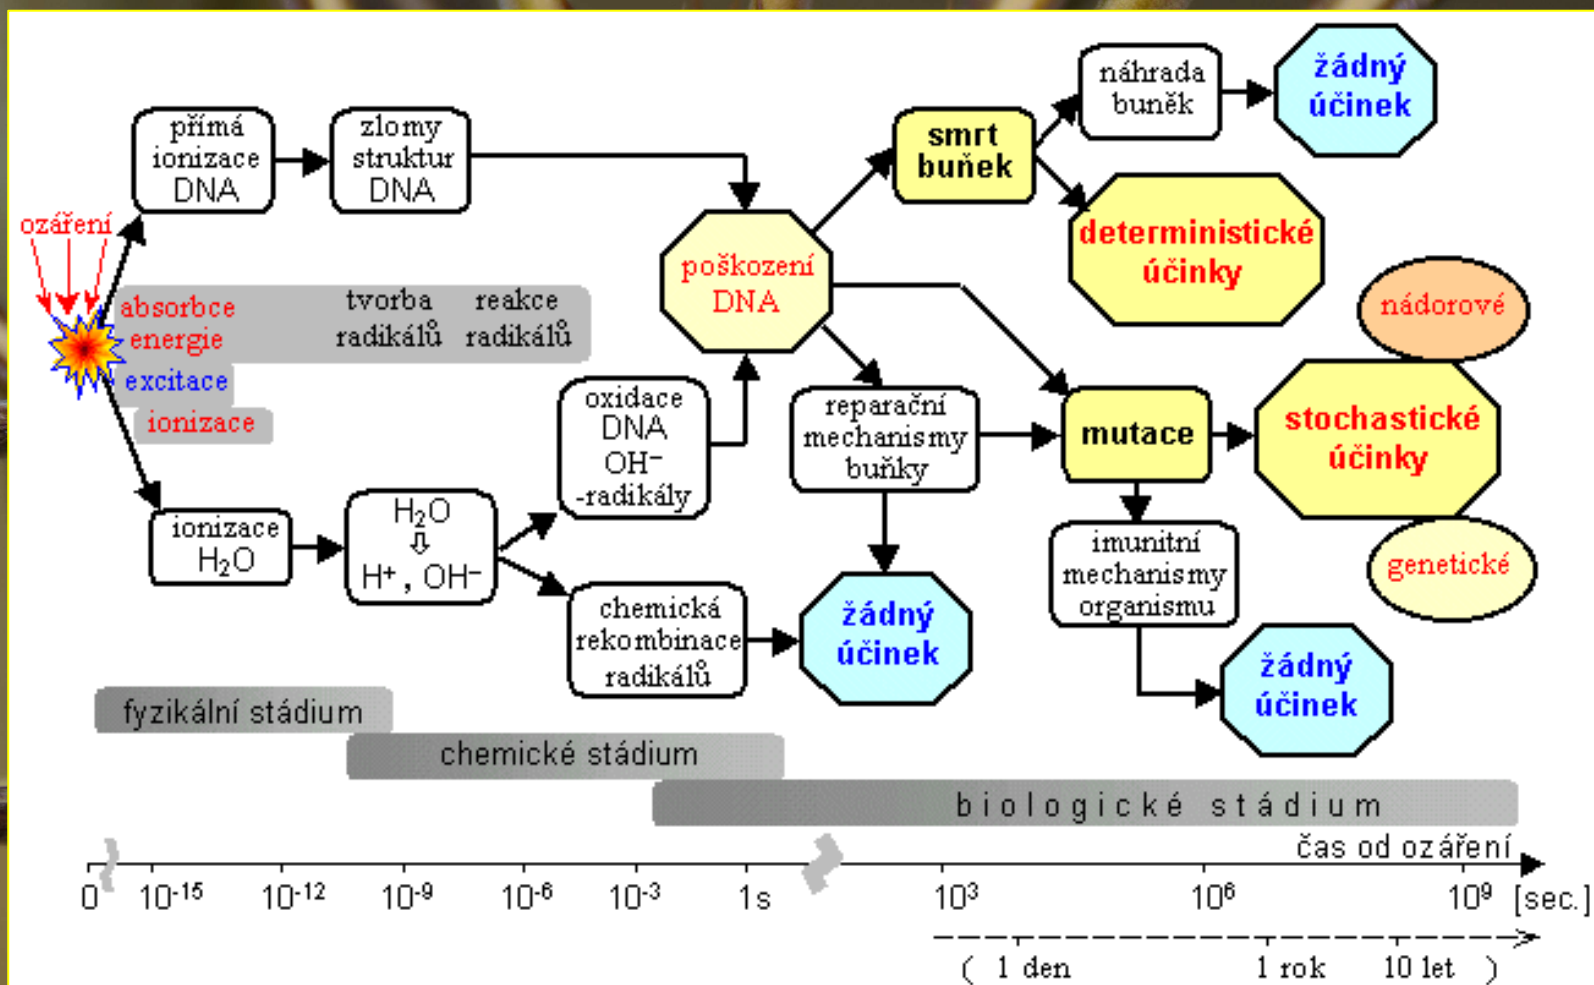 přímá
ionizace
DNA
zlomy
struktur
DNA
smrt
buňek
náhrada
buněk
žádný
účinek
ozáření
absorbce
energie
tvorba
radikálů
reakce
radikálů
excitace
ionizace
poškození
DNA
deterministické
účinky
nádorové
oxidace
DNA
OH⁻
-radikály
reparační
mechanismy
buňky
mutace
stochastické
účinky
ionizace
H₂O
H₂O
⇩
H⁺ , OH⁻
chemická
rekombinace
radikálů
žádný
účinek
imunitní
mechanismy
organismu
genetické
žádný
účinek
fyzikální stádium
chemické stádium
biologické stádium
čas od ozáření
0 10⁻¹⁵ 10⁻¹² 10⁻⁹ 10⁻⁶ 10⁻³ 1s 10³ 10⁶ 10⁹ [sec.]
( 1 den 1 rok 10 let )